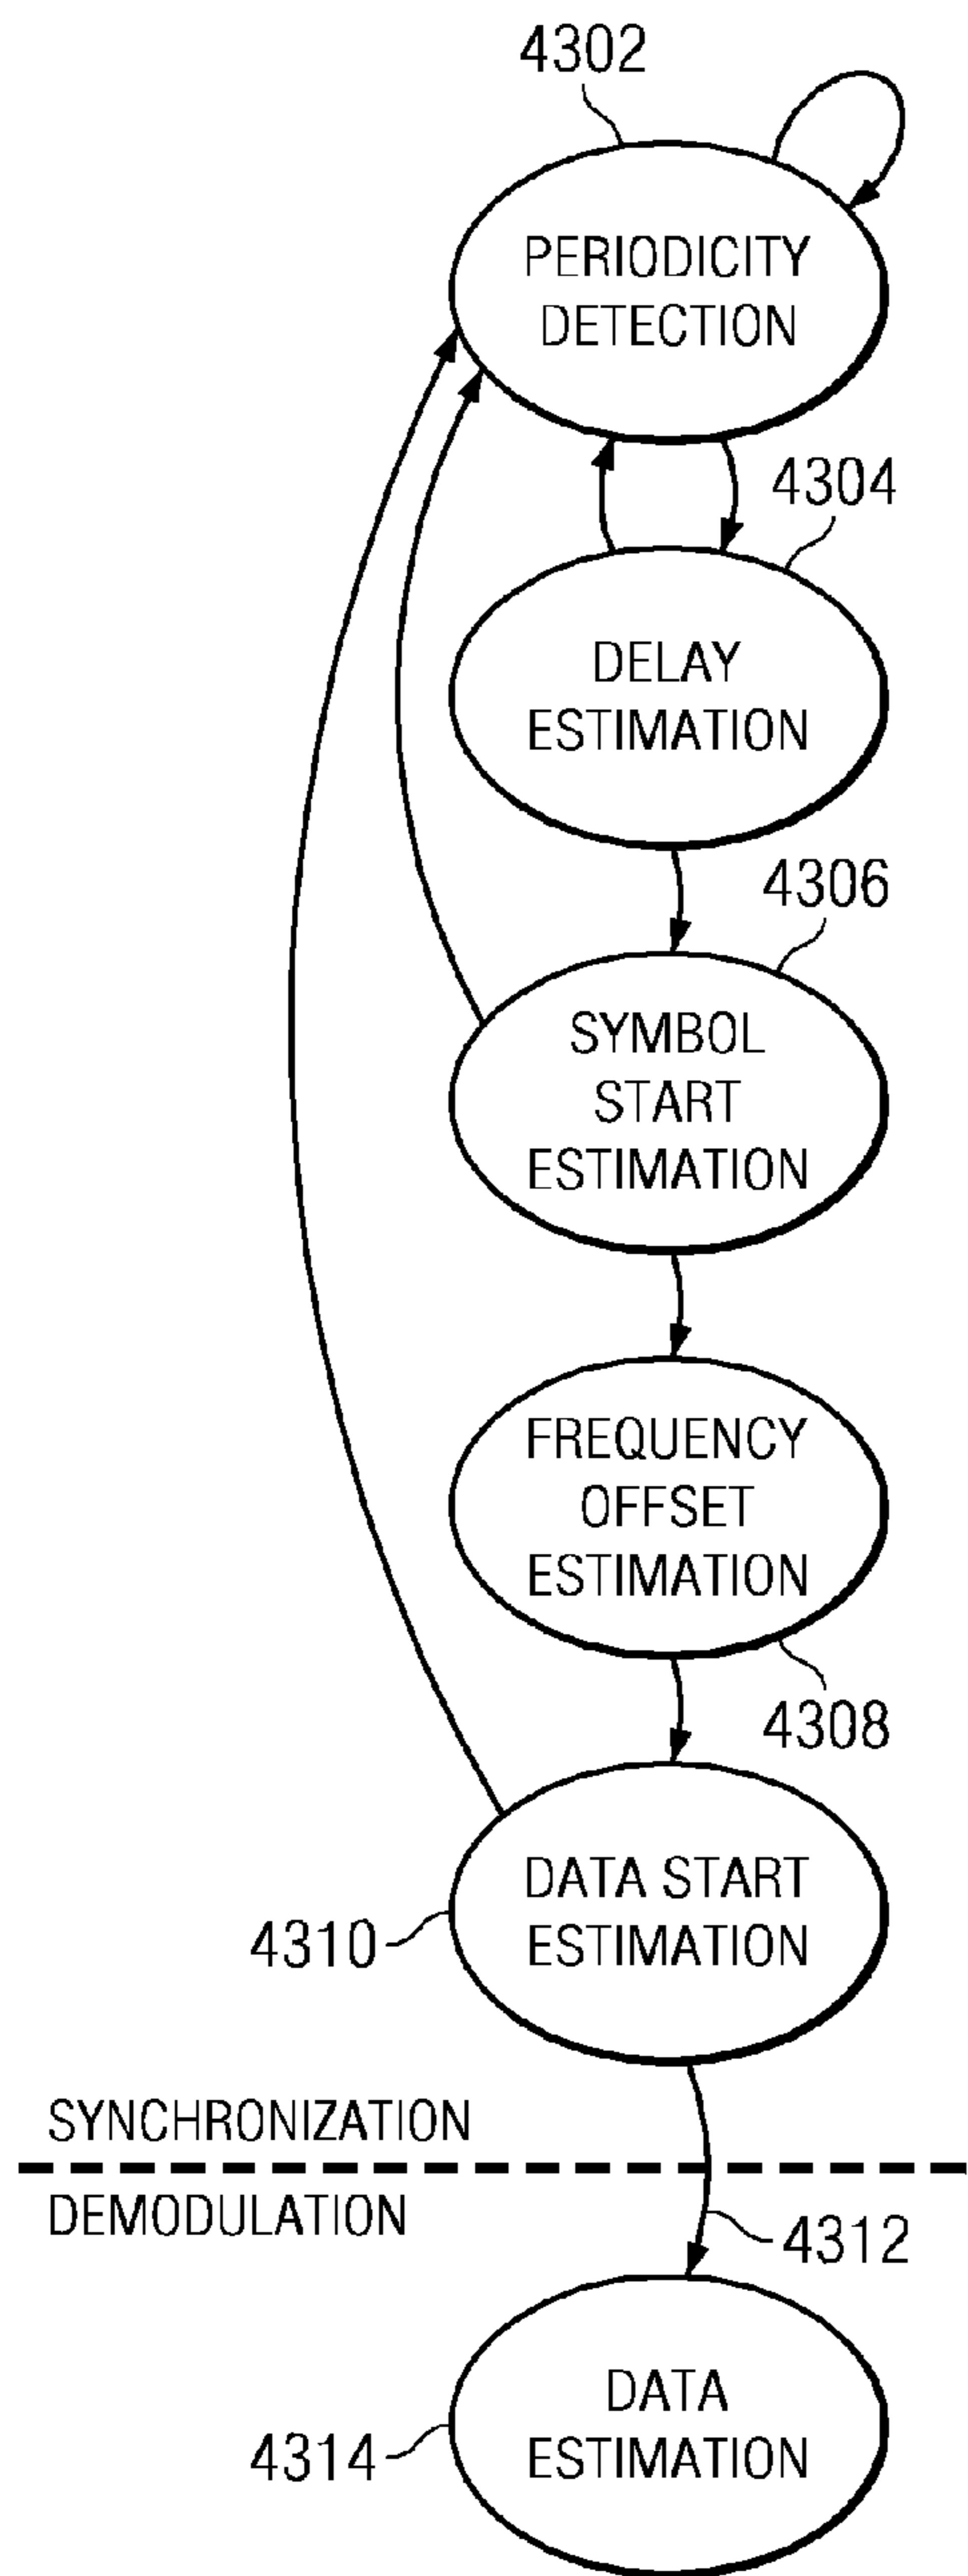 4302
PERIODICITY
DETECTION
4304
DELAY
ESTIMATION
4306
SYMBOL
START
ESTIMATION
FREQUENCY
OFFSET
ESTIMATION
4308
DATA START
ESTIMATION
4310
SYNCHRONIZATION
DEMODULATION
4312
DATA
ESTIMATION
4314